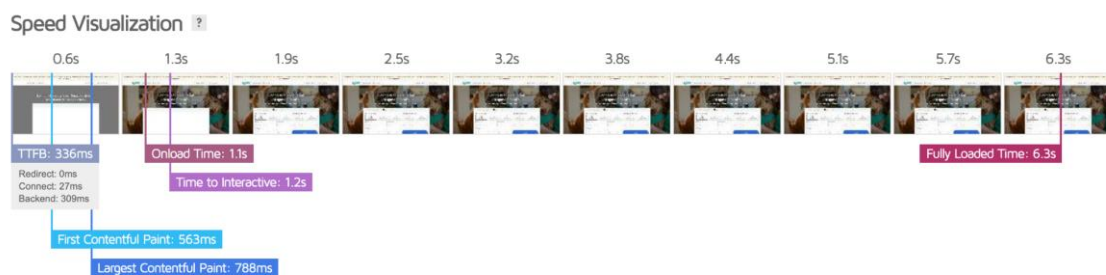 Speed Visualization ?
0.6s 1.3s 1.9s 2.5s 3.2s 3.8s 4.4s 5.1s 5.7s 6.3s
TTFB: 336ms
Redirect: 0ms
Connect: 27ms
Backend: 309ms
Onload Time: 1.1s
Fully Loaded Time: 6.3s
Time to Interactive: 1.2s
First Contentful Paint: 563ms
Largest Contentful Paint: 788ms